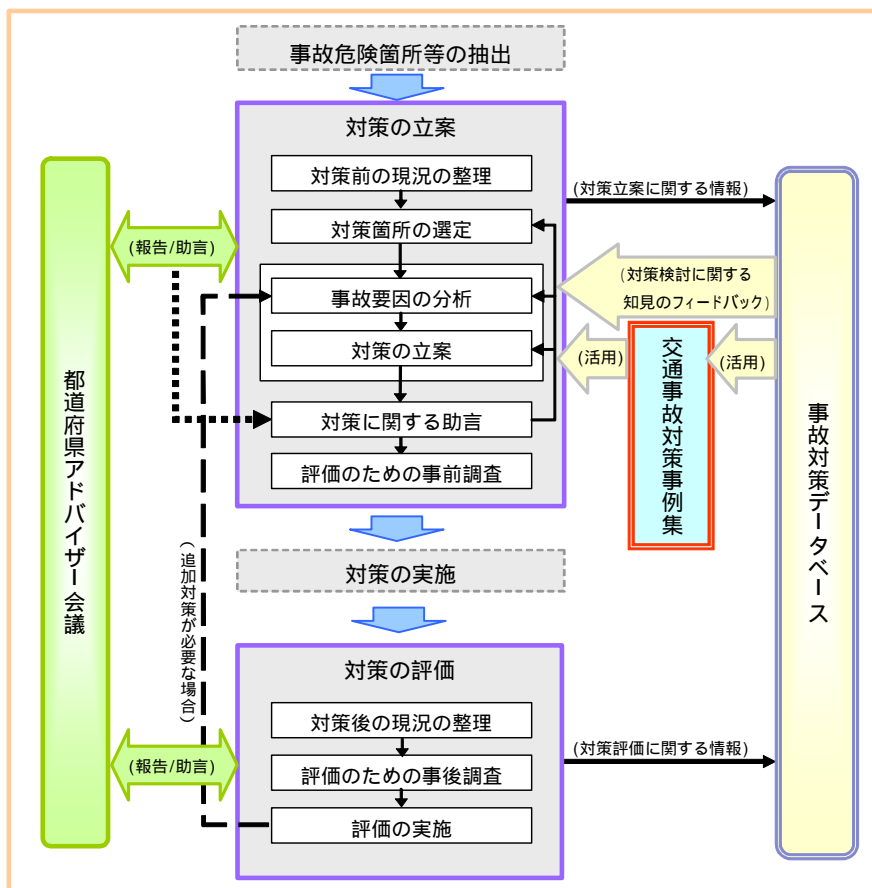 事故危険箇所等の抽出
対策の立案
対策前の現況の整理
対策箇所の選定
事故要因の分析
対策の立案
対策に関する助言
評価のための事前調査
(対策立案に関する情報)
(対策検討に関する
知見のフィードバック)
(活用)
(活用)
交通事故対策事例集
事故対策データベース
(報告/助言)
都道府県アドバイザー会議
(追加対策が必要な場合)
対策の実施
対策の評価
対策後の現況の整理
評価のための事後調査
評価の実施
(対策評価に関する情報)
(報告/助言)